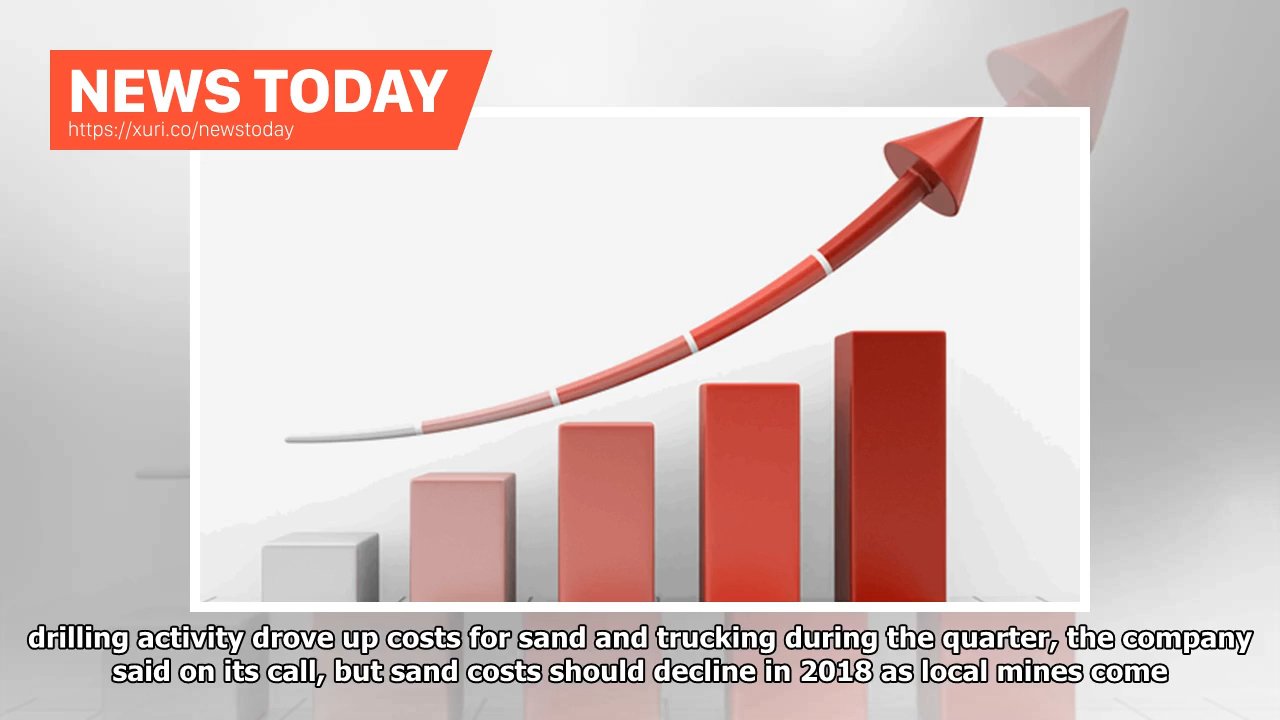 NEWS TODAY
https://xuri.co/newstoday
drilling activity drove up costs for sand and trucking during the quarter, the company
said on its call, but sand costs should decline in 2018 as local mines come